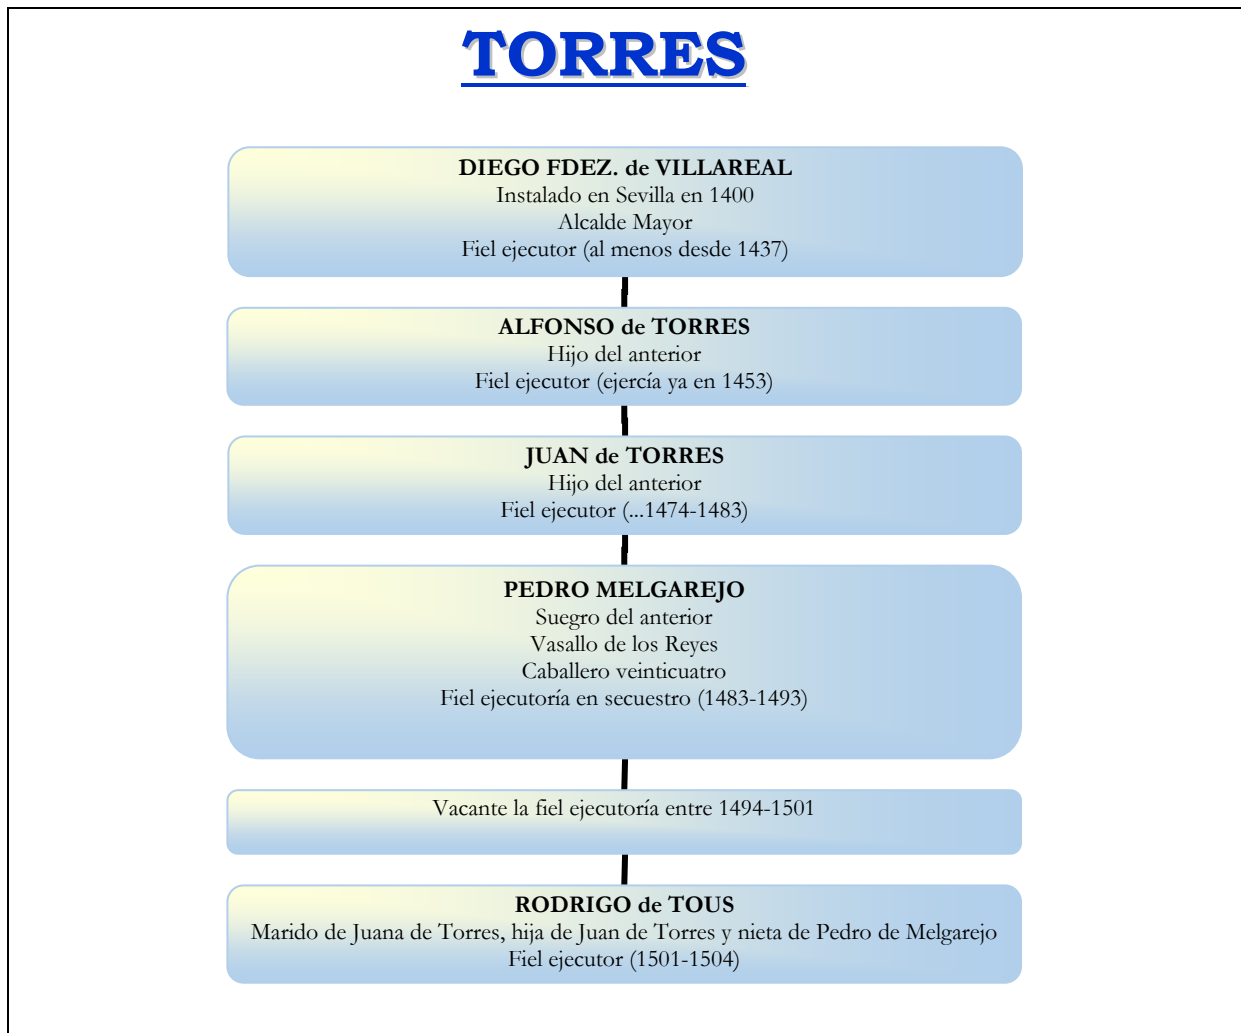 TORRES
DIEGO FDEZ. de VILLAREAL
Instalado en Sevilla en 1400
Alcalde Mayor
Fiel ejecutor (al menos desde 1437)
ALFONSO de TORRES
Hijo del anterior
Fiel ejecutor (ejercía ya en 1453)
JUAN de TORRES
Hijo del anterior
Fiel ejecutor (...1474-1483)
PEDRO MELGAREJO
Suegro del anterior
Vasallo de los Reyes
Caballero veinticuatro
Fiel ejecutoría en secuestro (1483-1493)
Vacante la fiel ejecutoría entre 1494-1501
RODRIGO de TOUS
Marido de Juana de Torres, hija de Juan de Torres y nieta de Pedro de Melgarejo
Fiel ejecutor (1501-1504)